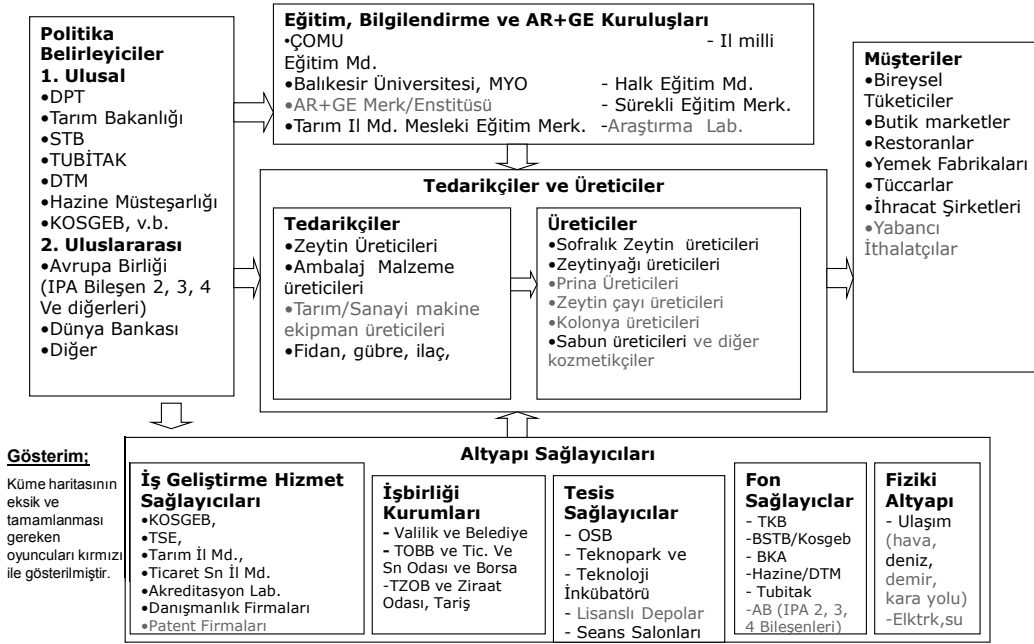 Politika
Belirleyiciler
1. Ulusal
•DPT
•Tarım Bakanlığı
•STB
•TUBİTAK
•DTM
•Hazine Müsteşarlığı
•KOSGEB, v.b.
2. Uluslararası
•Avrupa Birliği
(IPA Bileşen 2, 3, 4
Ve diğerleri)
•Dünya Bankası
•Diğer
Eğitim, Bilgilendirme ve AR+GE Kuruluşları
•ÇOMU - Il milli
Eğitim Md.
•Balıkesir Üniversitesi, MYO - Halk Eğitim Md.
•AR+GE Merk/Enstitüsü - Sürekli Eğitim Merk.
•Tarım Il Md. Mesleki Eğitim Merk. -Araştırma Lab.
Tedarikçiler ve Üreticiler
Tedarikçiler
•Zeytin Üreticileri
•Ambalaj Malzeme
üreticileri
•Tarım/Sanayi makine
ekipman üreticileri
•Fidan, gübre, ilaç,
Üreticiler
•Sofralık Zeytin üreticileri
•Zeytinyağı üreticileri
•Prina Üreticileri
•Zeytin çayı üreticileri
•Kolonya üreticileri
•Sabun üreticileri ve diğer
kozmetikçiler
Müşteriler
•Bireysel
Tüketiciler
•Butik marketler
•Restoranlar
•Yemek Fabrikaları
•Tüccarlar
•İhracat Şirketleri
•Yabancı
İthalatçılar
Gösterim;
Küme haritasının
eksik ve
tamamlanması
gereken
oyuncuları kırmızı
ile gösterilmiştir.
Altyapı Sağlayıcıları
İş Geliştirme Hizmet
Sağlayıcıları
•KOSGEB,
•TSE,
•Tarım İl Md.,
•Ticaret Sn İl Md.
•Akreditasyon Lab.
•Danışmanlık Firmaları
•Patent Firmaları
İşbirliği
Kurumları
- Valilik ve Belediye
- TOBB ve Tic. Ve
Sn Odası ve Borsa
-TZOB ve Ziraat
Odası, Tariş
Tesis
Sağlayıcılar
- OSB
- Teknopark ve
- Teknoloji
İnkübatörü
- Lisanslı Depolar
- Seans Salonları
Fon
Sağlayıclar
- TKB
-BSTB/Kosgeb
- BKA
-Hazine/DTM
- Tubitak
-AB (IPA 2, 3,
4 Bileşenleri)
Fiziki
Altyapı
- Ulaşım
(hava,
deniz,
demir,
kara yolu)
-Elktrk,su